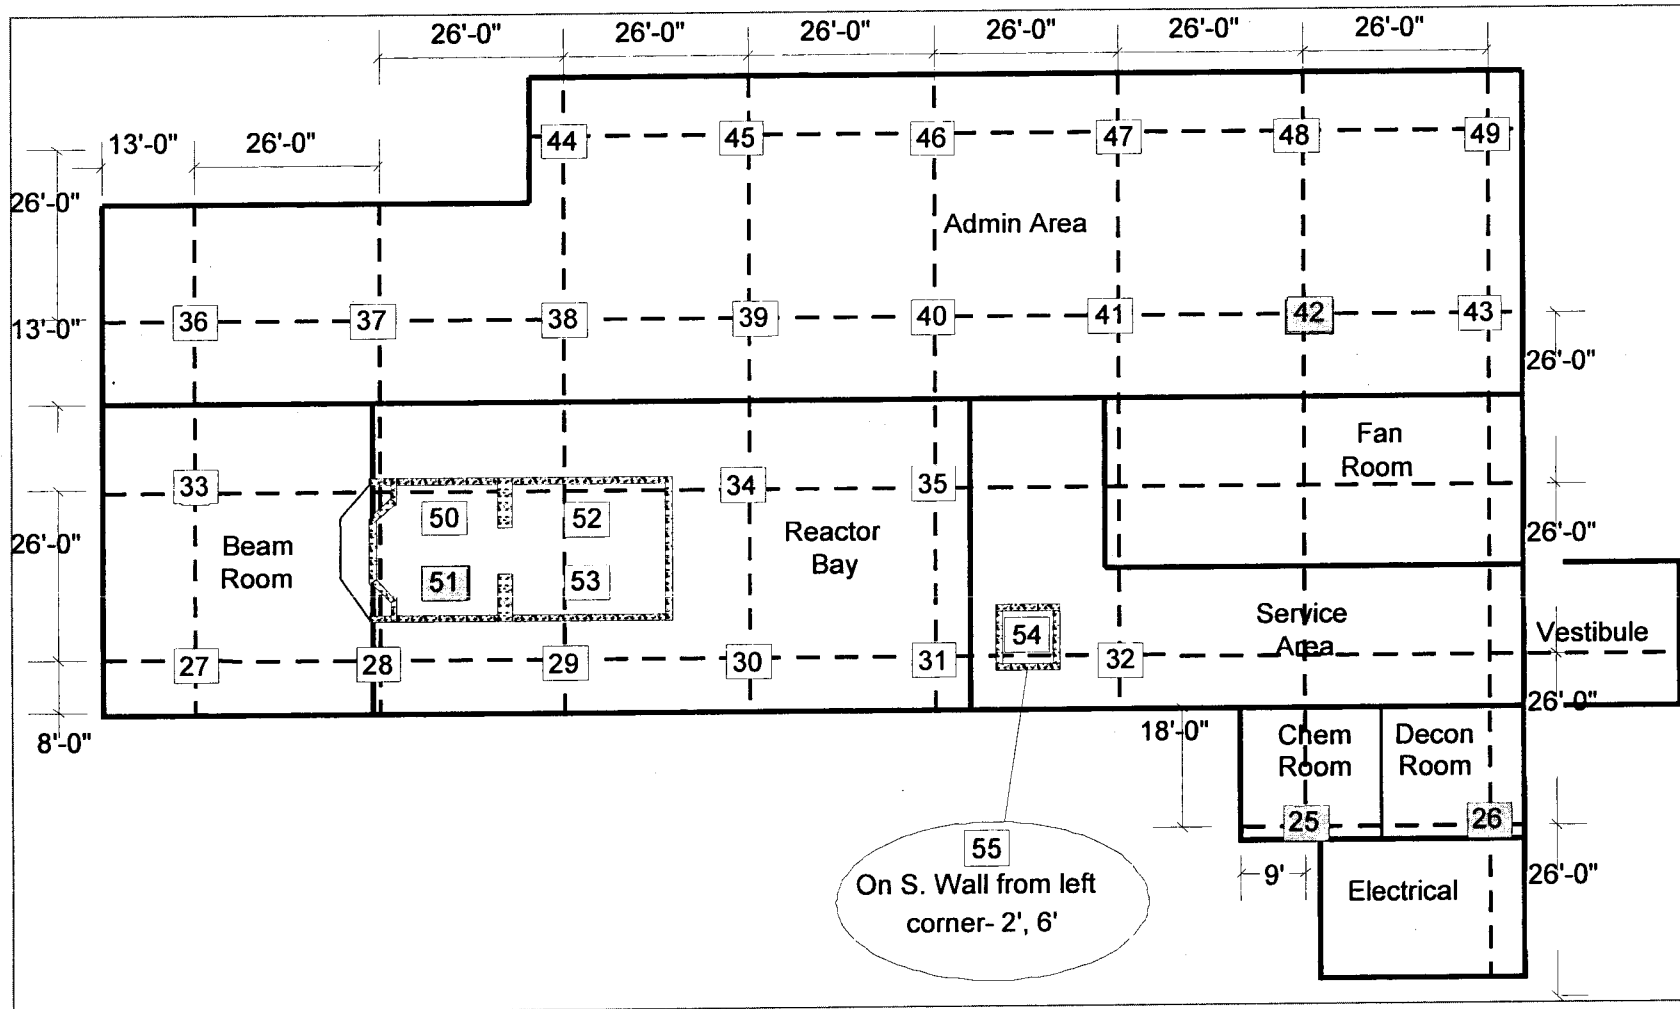 26'-0" 26'-0" 26'-0" 26'-0" 26'-0" 26'-0"
13'-0" 26'-0"
44 45 46 47 48 49
26'-0"
Admin Area
13'-0"
36 37 38 39 40 41 42 43
26'-0"
Fan
Room
33 34 35
50 52
Reactor
Bay
26'-0"
26'-0"
Beam
Room
51 53
Service
Area
54
Vestibule
27 28 29 30 31 32
26'-0"
8'-0"
18'-0"
Chem
Room
Decon
Room
25 26
55
On S. Wall from left
corner- 2', 6'
9'
26'-0"
Electrical